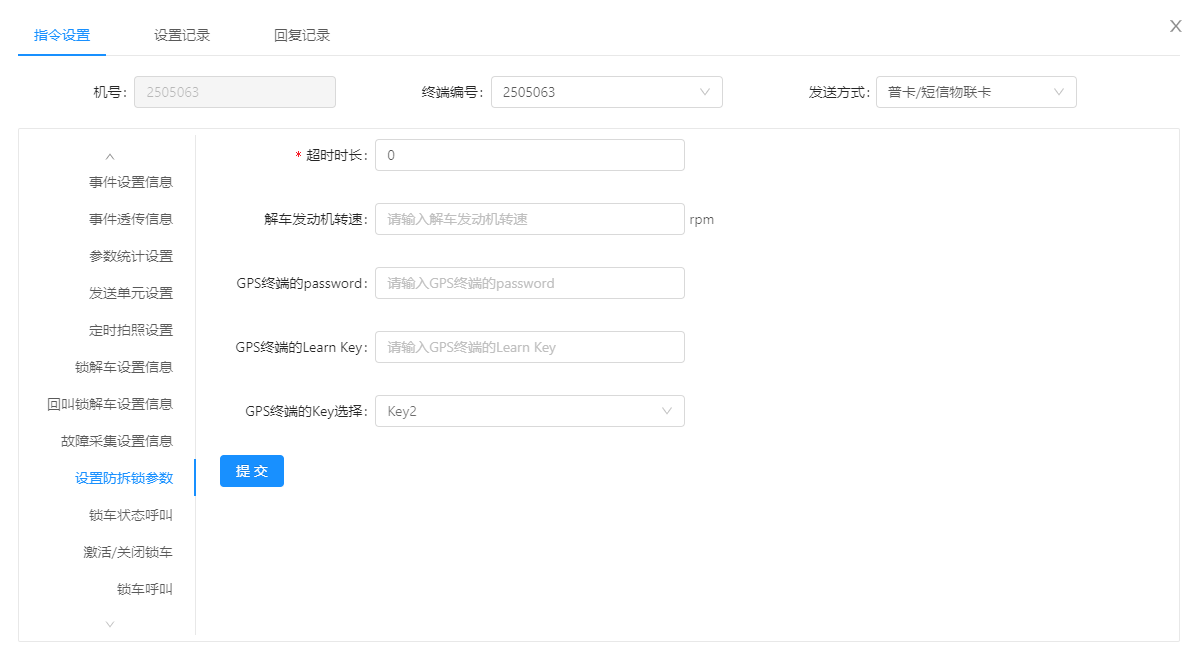 指令设置 设置记录 回复记录 X
机号: 2505063 终端编号: 2505063 发送方式: 普卡/短信物联卡
事件设置信息
事件透传信息
参数统计设置
发送单元设置
定时拍照设置
锁解车设置信息
回叫锁解车设置信息
故障采集设置信息
设置防拆锁参数
锁车状态呼叫
激活/关闭锁车
锁车呼叫
* 超时时长: 0
解车发动机转速: 请输入解车发动机转速 rpm
GPS终端的password: 请输入GPS终端的password
GPS终端的Learn Key: 请输入GPS终端的Learn Key
GPS终端的Key选择: Key2
提 交